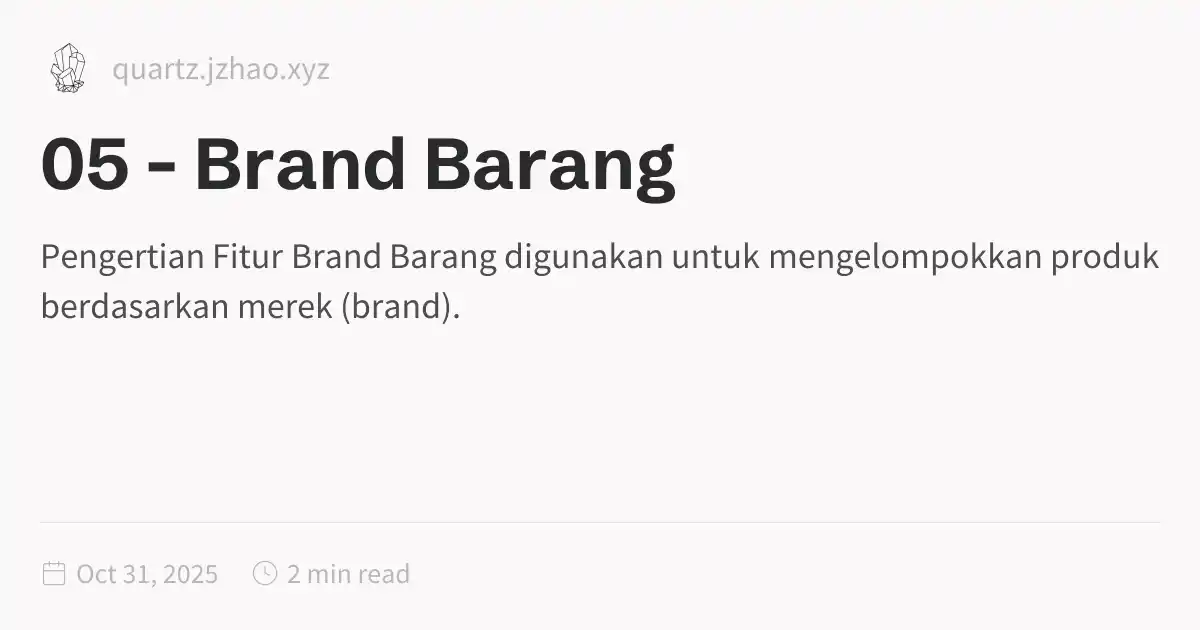 quartz.jzhao.xyz
05 - Brand Barang
Pengertian Fitur Brand Barang digunakan untuk mengelompokkan produk
berdasarkan merek (brand).
Oct 31, 2025 2 min read